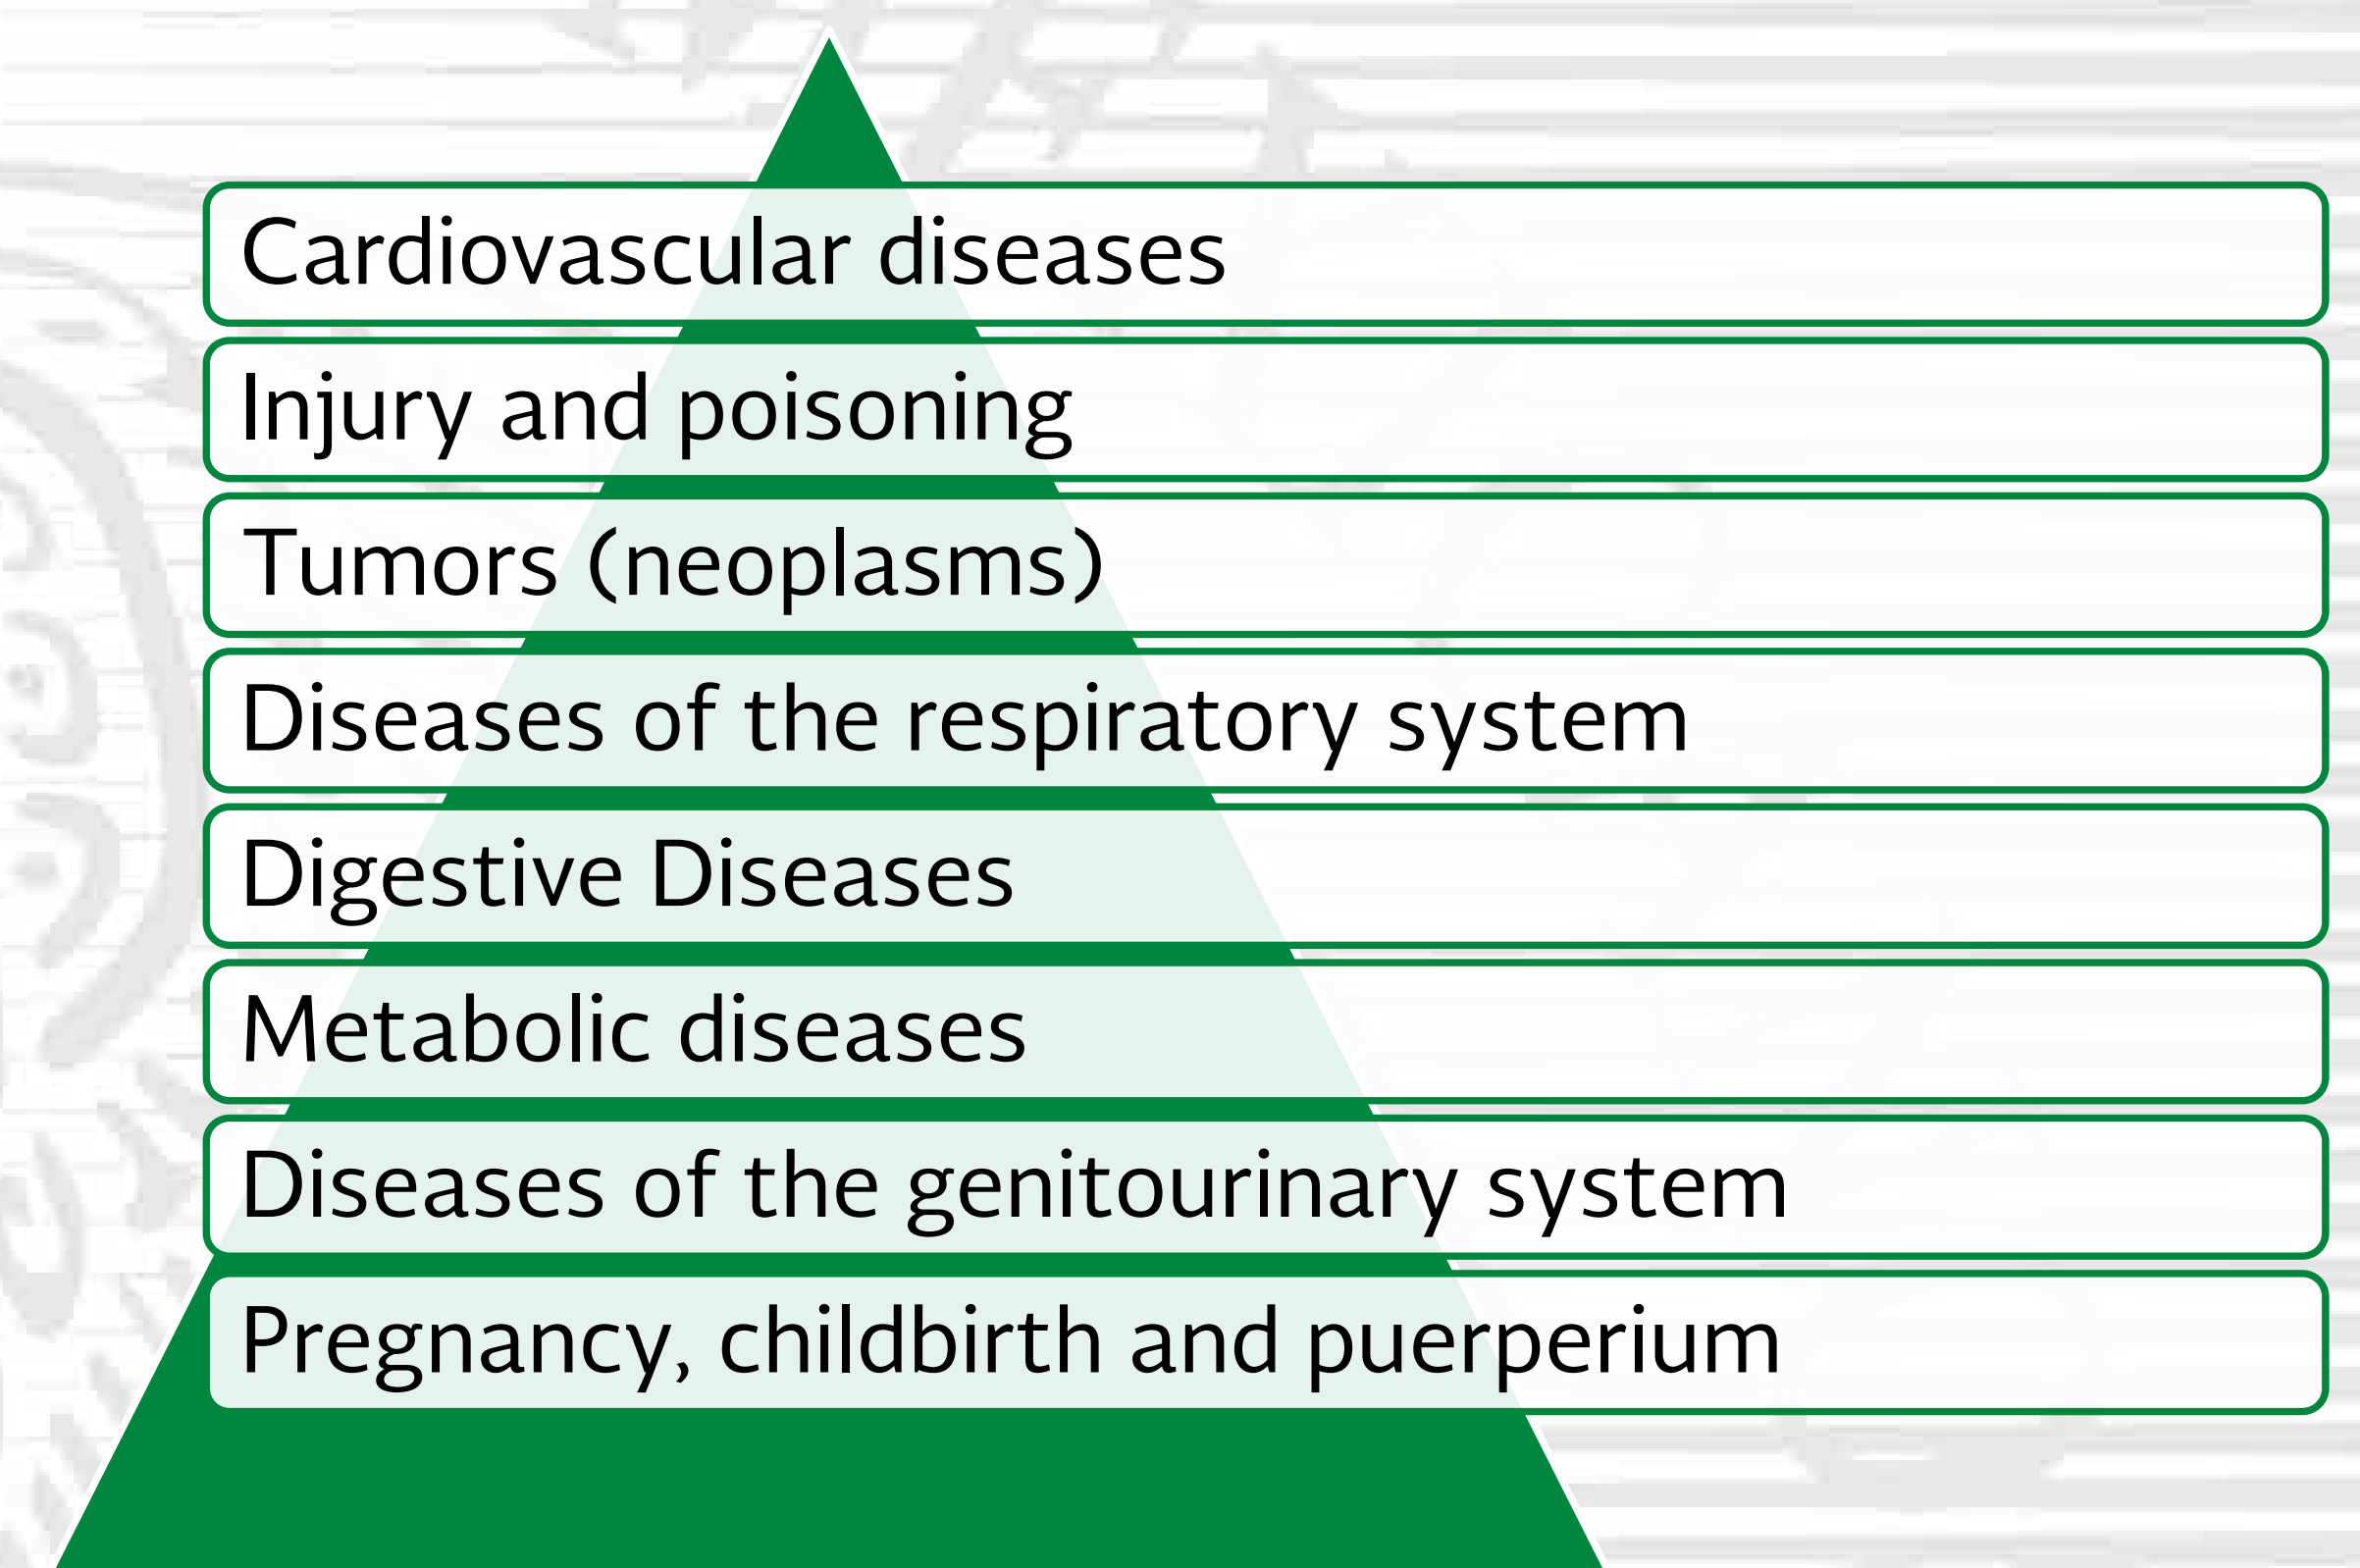 Cardiovascular diseases
Injury and poisoning
Tumors (neoplasms)
Diseases of the respiratory system
Digestive Diseases
Metabolic diseases
Diseases of the genitourinary system
Pregnancy, childbirth and puerperium